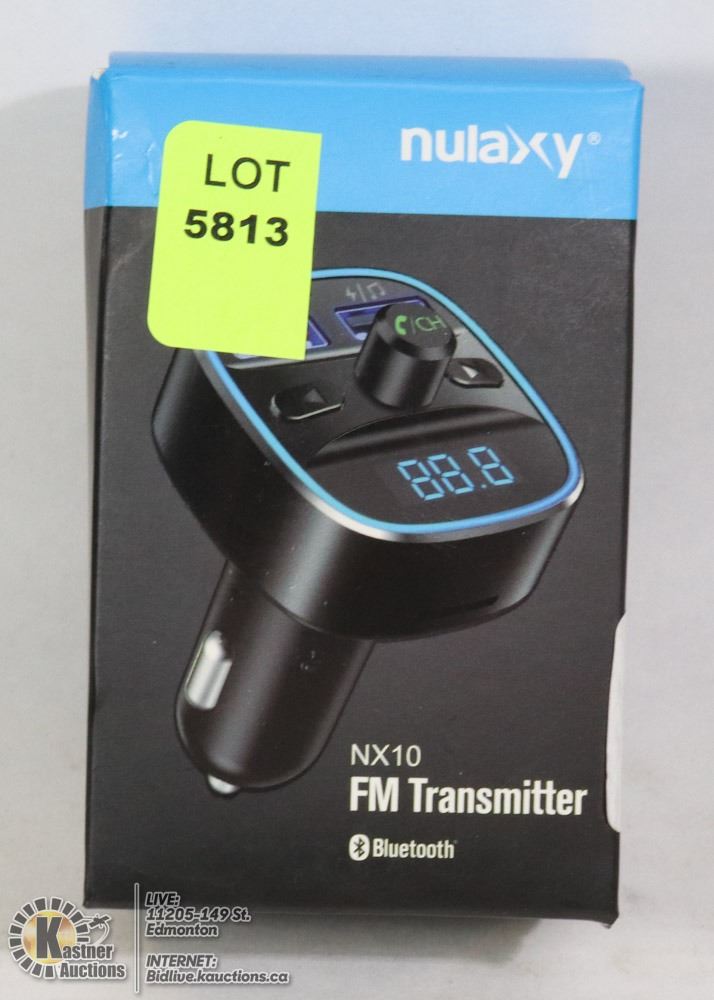 nulaxy®
LOT
5813
C/CH
88.8
NX10
FM Transmitter
Bluetooth®
Kastner
Auctions
LIVE:
11205-149 St.
Edmonton
INTERNET:
Bidlive.kauctions.ca